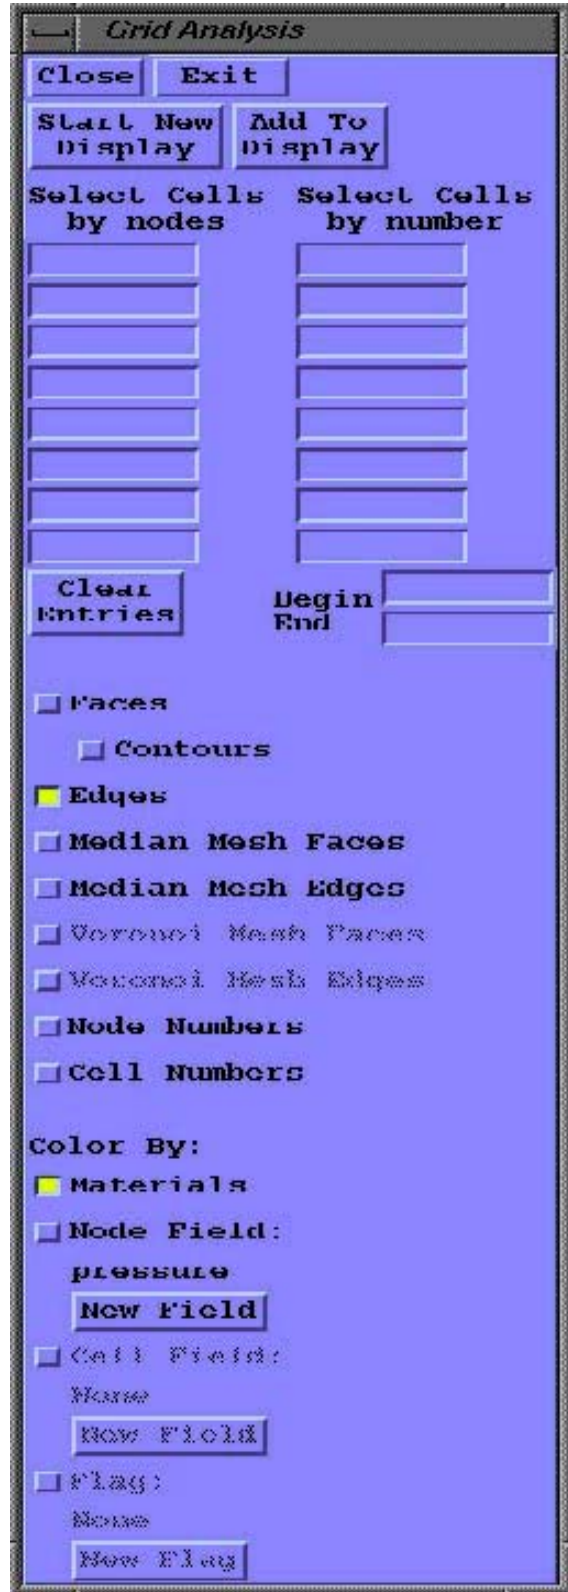 Grid Analysis
Close Exit
Start New Add To
Display Display
Select Cells Select Cells
by nodes by number
Clear
Entries
Begin
End
Faces
Contours
Edges
Median Mesh Faces
Median Mesh Edges
Voronoi Mesh Faces
Voronoi Mesh Edges
Node Numbers
Cell Numbers
Color By:
Materials
Node Field:
pressure
New Field
Cell Field:
None
New Field
Flag:
None
New Flag